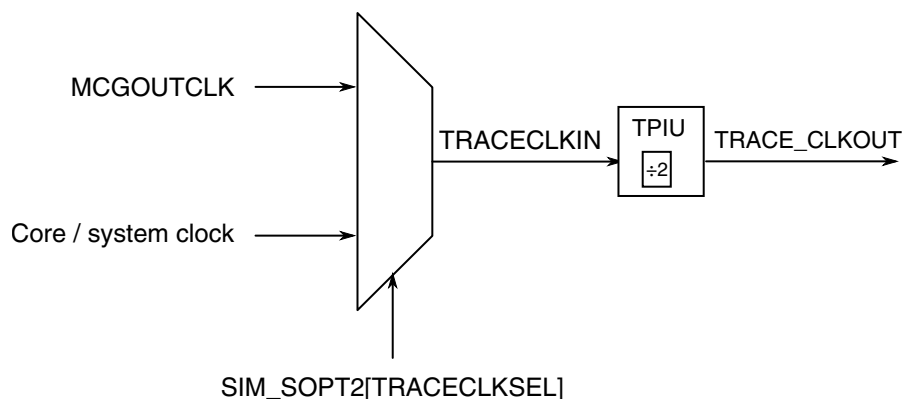 MCGOUTCLK
TRACECLKIN
TPIU
÷2
TRACE_CLKOUT
Core / system clock
SIM_SOPT2[TRACECLKSEL]